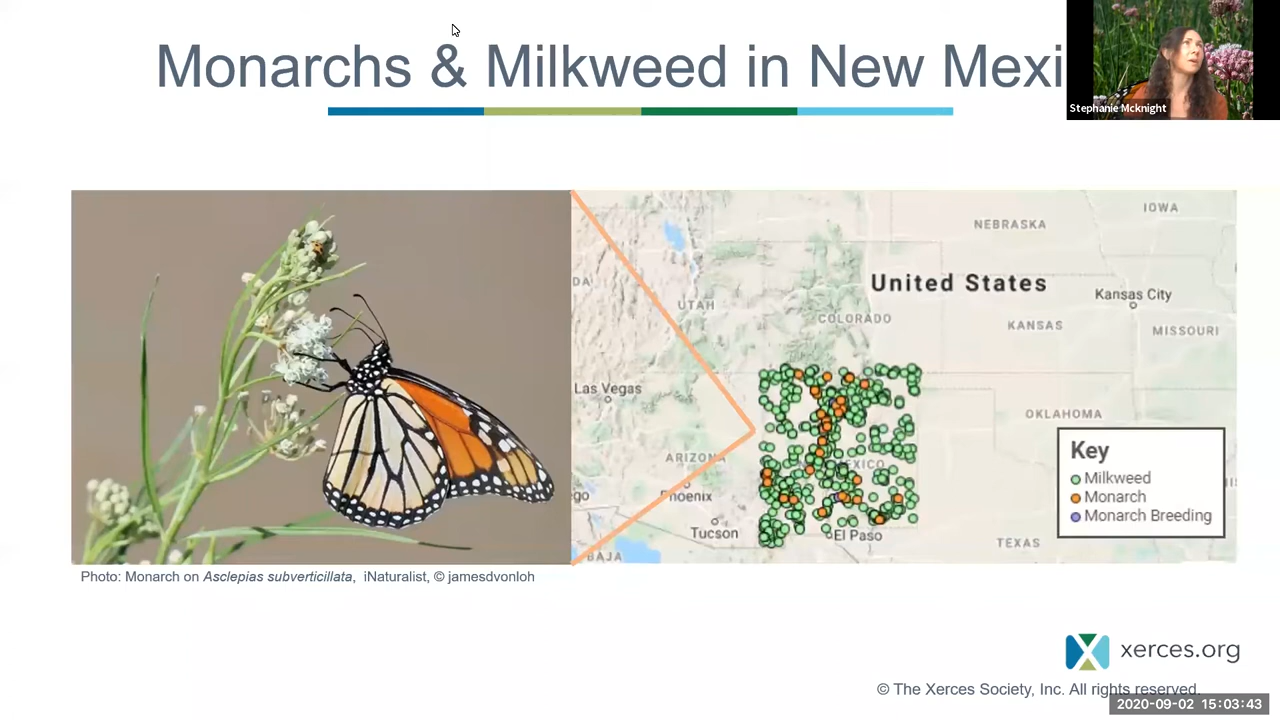 Monarchs & Milkweed in New Mexi
Stephanie Mcknight
NEBRASKA
IOWA
United States
Kansas City
UTAH
COLORADO
KANSAS
MISSOURI
Las Vegas
OKLAHOMA
ARIZONA
Phoenix
Tucson
El Paso
TEXAS
BAJA
Key
Milkweed
Monarch
Monarch Breeding
Photo: Monarch on Asclepias subverticillata, iNaturalist, © jamesdvonloh
xerces.org
© The Xerces Society, Inc. All rights reserved.
2020-09-02 15:03:43